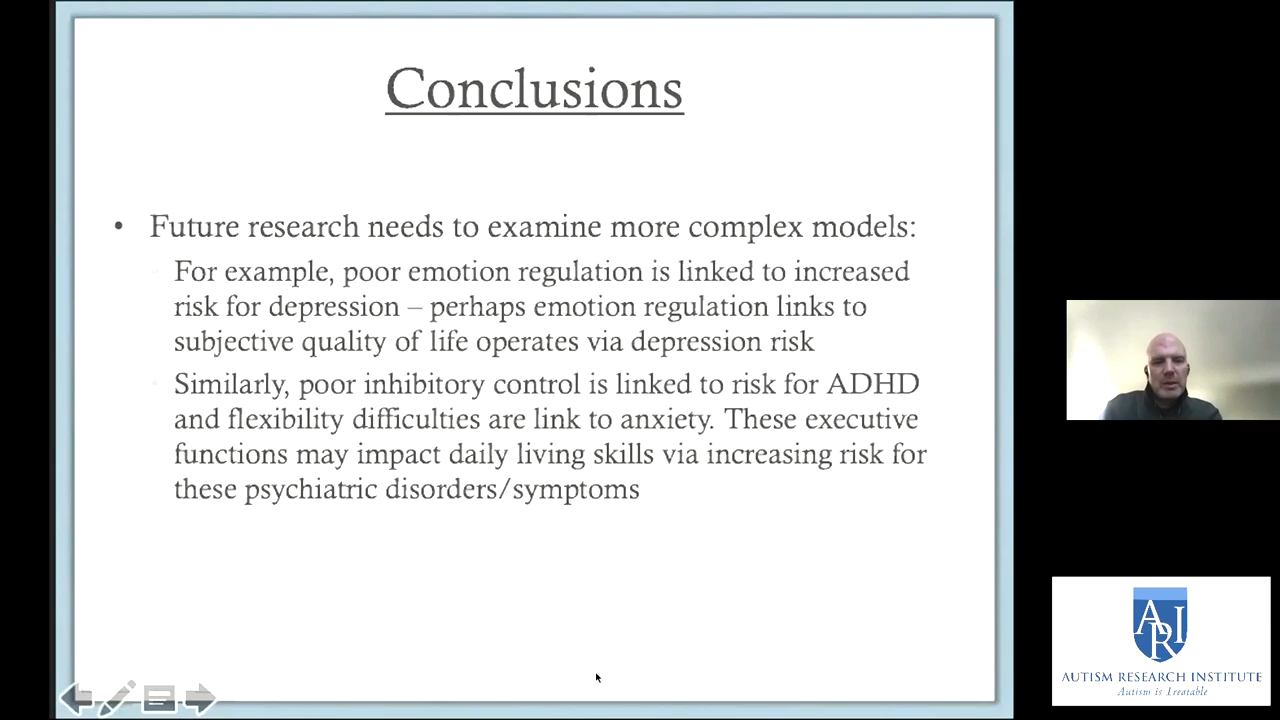 Conclusions
• Future research needs to examine more complex models:
For example, poor emotion regulation is linked to increased
risk for depression – perhaps emotion regulation links to
subjective quality of life operates via depression risk
Similarly, poor inhibitory control is linked to risk for ADHD
and flexibility difficulties are link to anxiety. These executive
functions may impact daily living skills via increasing risk for
these psychiatric disorders/symptoms
ARI
AUTISM RESEARCH INSTITUTE
Autism is Treatable